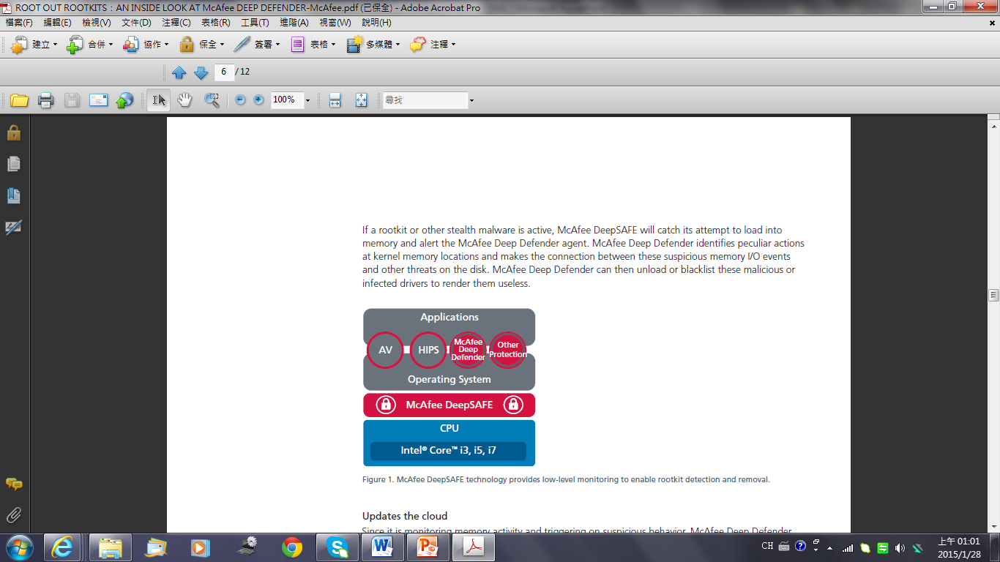 ROOT OUT ROOTKITS：AN INSIDE LOOK AT McAfee DEEP DEFENDER-McAfee.pdf (已保全) - Adobe Acrobat Pro
檔案(F) 編輯(E) 檢視(V) 文件(D) 注釋(C) 表格(R) 工具(T) 進階(A) 視窗(W) 說明(H)
建立 合併 協作 保全 簽署 表格 多媒體 注釋
6 / 12
100% 尋找
If a rootkit or other stealth malware is active, McAfee DeepSAFE will catch its attempt to load into
memory and alert the McAfee Deep Defender agent. McAfee Deep Defender identifies peculiar actions
at kernel memory locations and makes the connection between these suspicious memory I/O events
and other threats on the disk. McAfee Deep Defender can then unload or blacklist these malicious or
infected drivers to render them useless.
Applications
AV
HIPS
McAfee
Deep
Defender
Other
Protection
Operating System
McAfee DeepSAFE
CPU
Intel® Core™ i3, i5, i7
Figure 1. McAfee DeepSAFE technology provides low-level monitoring to enable rootkit detection and removal.
Updates the cloud
Since it is monitoring memory activity and triggering on suspicious behavior, McAfee Deep Defender
CH
上午 01:01
2015/1/28